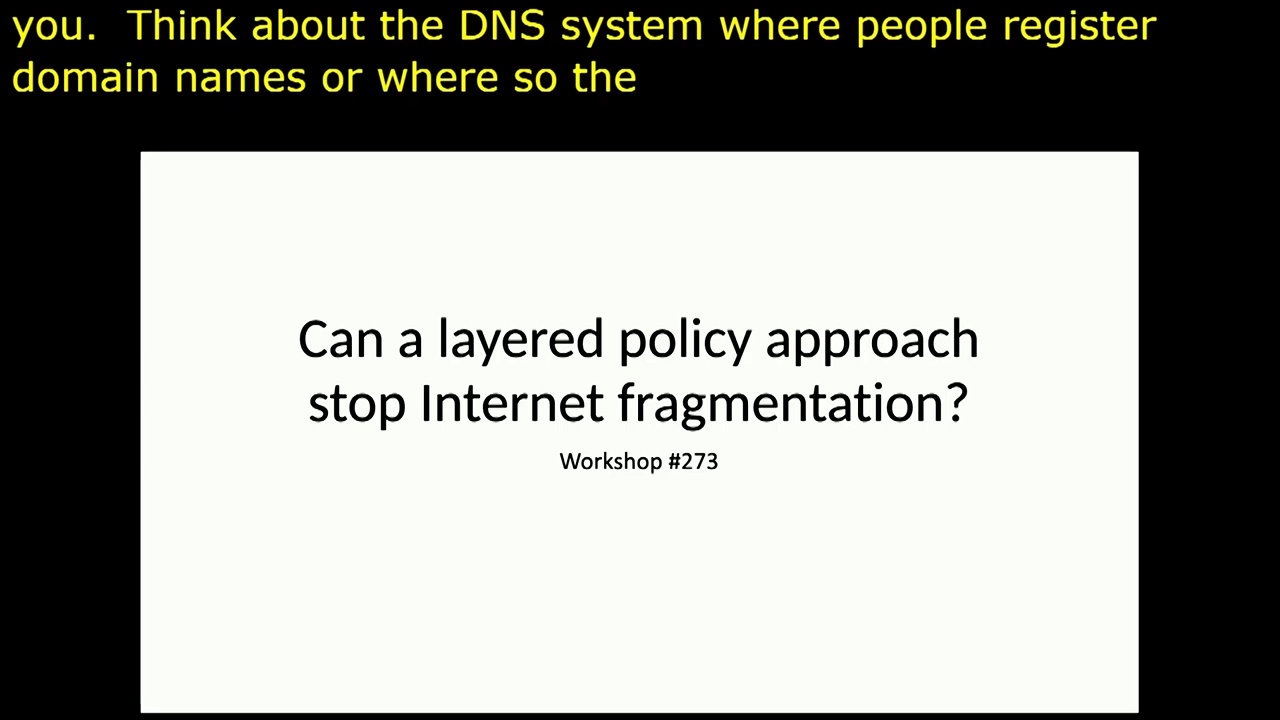 you.  Think about the DNS system where people register
domain names or where so the
Can a layered policy approach
stop Internet fragmentation?
Workshop #273